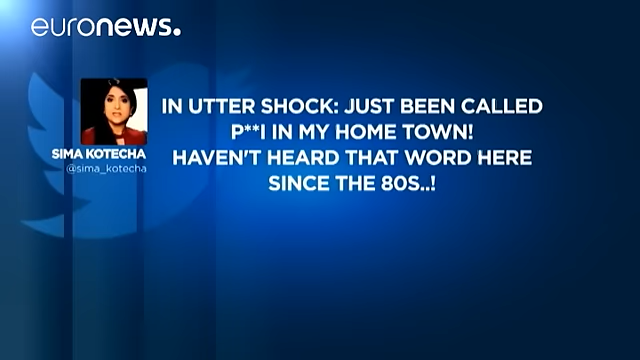 euronews.
IN UTTER SHOCK: JUST BEEN CALLED
P**I IN MY HOME TOWN!
HAVEN'T HEARD THAT WORD HERE
SINCE THE 80S..!
SIMA KOTECHA
@sima_kotecha